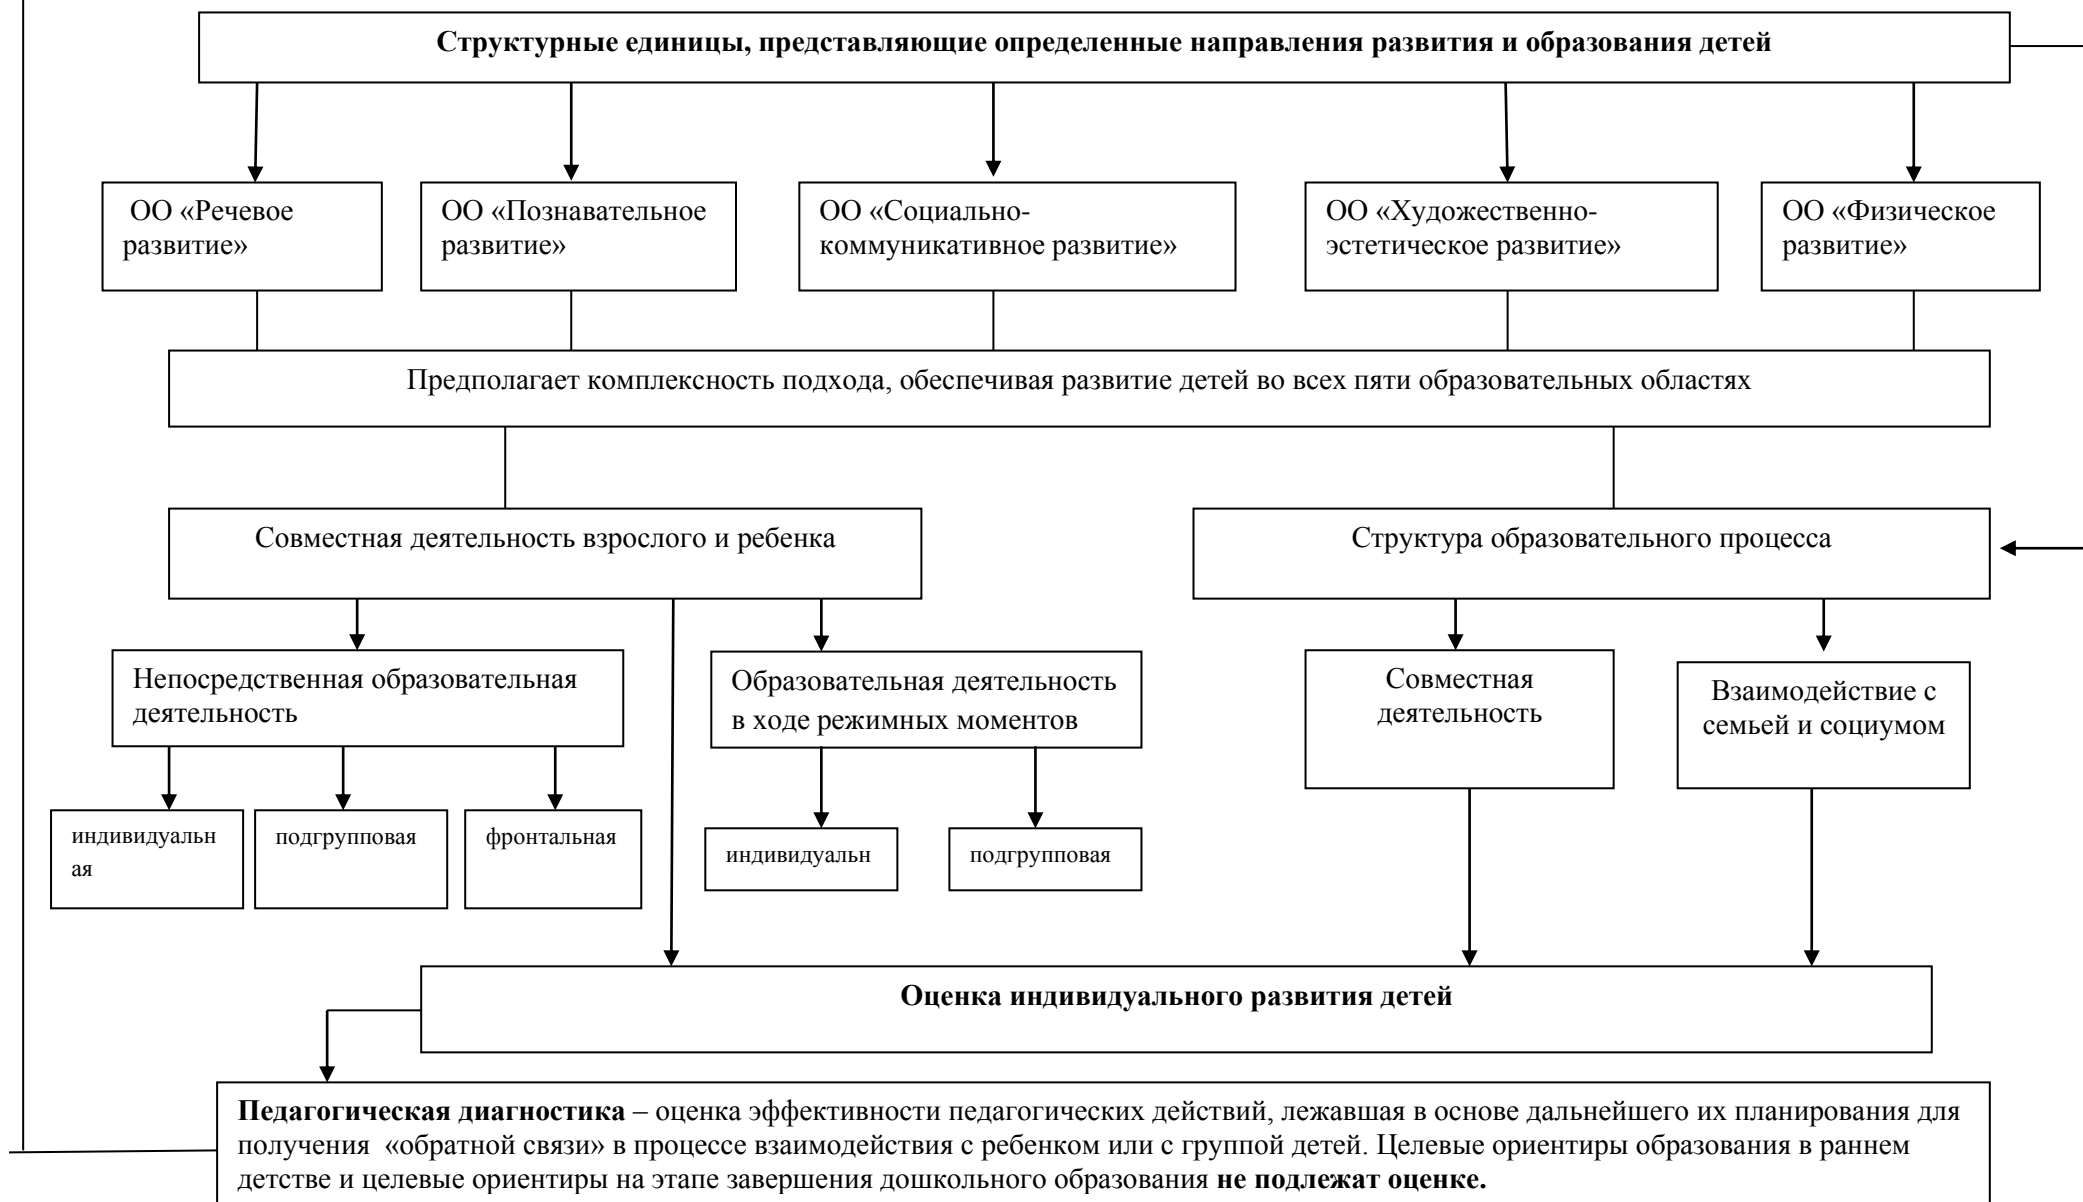 Структурные единицы, представляющие определенные направления развития и образования детей
ОО «Речевое
развитие»
ОО «Познавательное
развитие»
ОО «Социально-
коммуникативное развитие»
ОО «Художественно-
эстетическое развитие»
ОО «Физическое
развитие»
Предполагает комплексность подхода, обеспечивая развитие детей во всех пяти образовательных областях
Совместная деятельность взрослого и ребенка
Структура образовательного процесса
Непосредственная образовательная
деятельность
Образовательная деятельность
в ходе режимных моментов
Совместная
деятельность
Взаимодействие с
семьей и социумом
индивидуальн
ая
подгрупповая
фронтальная
индивидуальн
подгрупповая
Оценка индивидуального развития детей
Педагогическая диагностика – оценка эффективности педагогических действий, лежавшая в основе дальнейшего их планирования для
получения «обратной связи» в процессе взаимодействия с ребенком или с группой детей. Целевые ориентиры образования в раннем
детстве и целевые ориентиры на этапе завершения дошкольного образования не подлежат оценке.